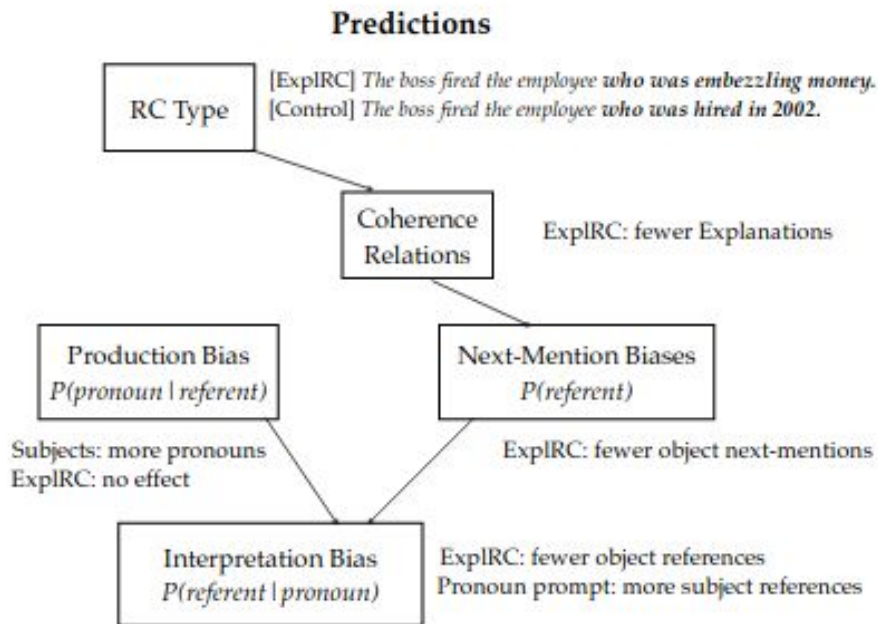 Predictions
RC Type
[ExplRC] The boss fired the employee who was embezzling money.
[Control] The boss fired the employee who was hired in 2002.
Coherence
Relations
ExplRC: fewer Explanations
Production Bias
P(pronoun | referent)
Next-Mention Biases
P(referent)
Subjects: more pronouns
ExplRC: no effect
ExplRC: fewer object next-mentions
Interpretation Bias
P(referent | pronoun)
ExplRC: fewer object references
Pronoun prompt: more subject references